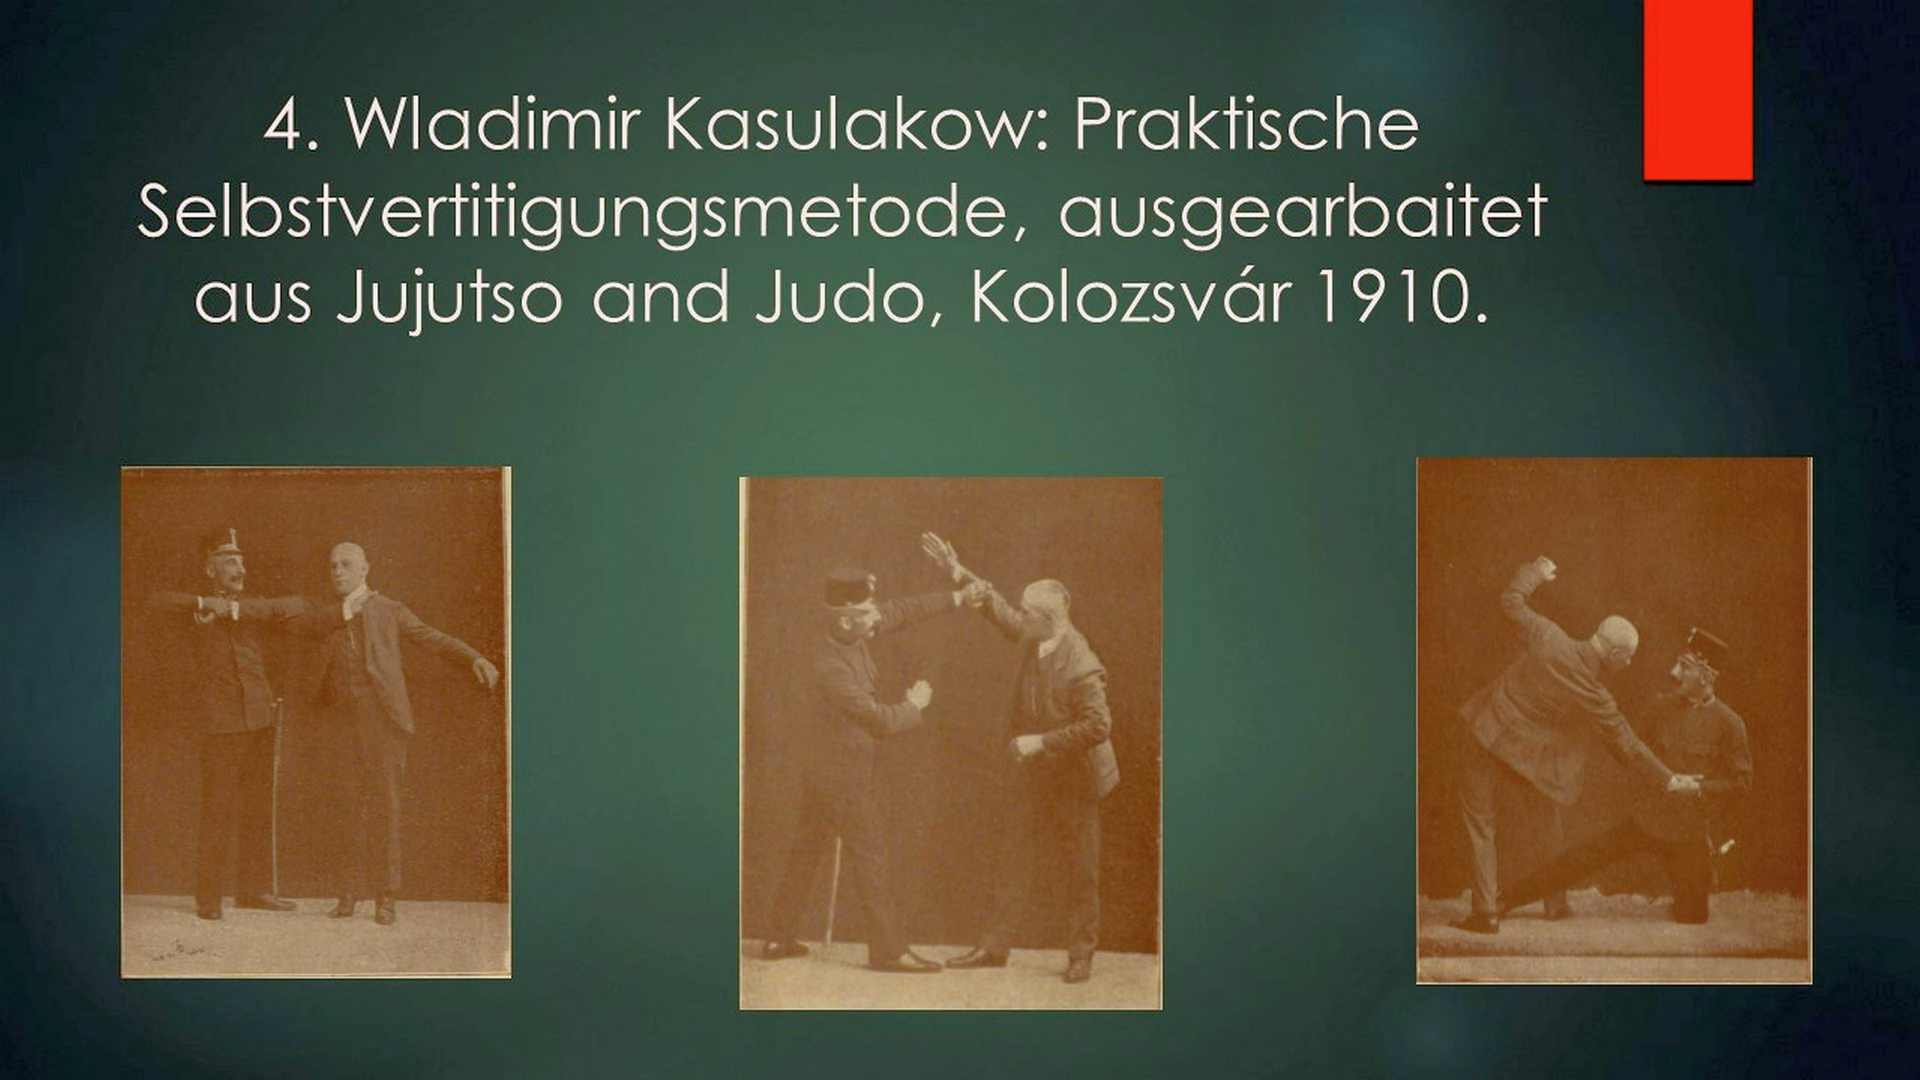 4. Wladimir Kasulakow: Praktische
Selbstvertitigungsmetode, ausgearbaitet
aus Jujutso and Judo, Kolozsvár 1910.